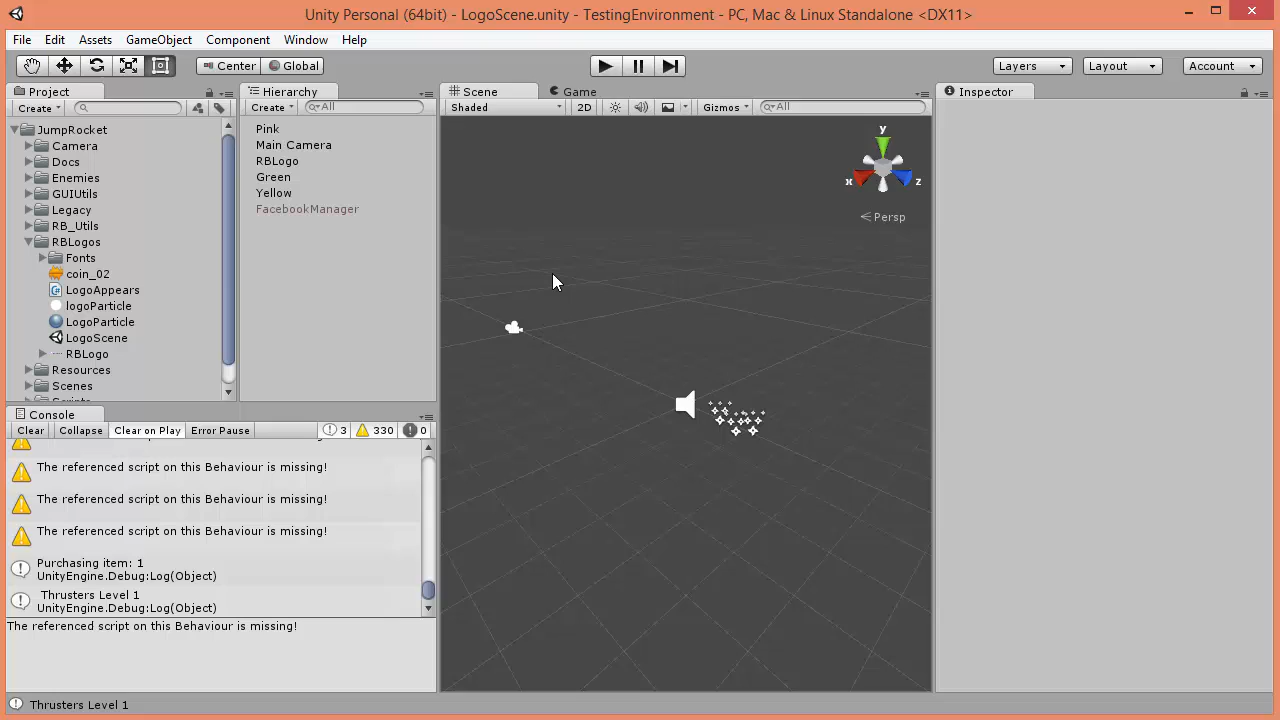 Unity Personal (64bit) - LogoScene.unity - TestingEnvironment - PC, Mac & Linux Standalone <DX11>
File Edit Assets GameObject Component Window Help
Center Global Layers Layout Account
Project
Create
JumpRocket
Camera
Docs
Enemies
GUIUtils
Legacy
RB_Utils
RBLogos
Fonts
coin_02
LogoAppears
logoParticle
LogoParticle
LogoScene
RBLogo
Resources
Scenes
Hierarchy
Create All
Pink
Main Camera
RBLogo
Green
Yellow
FacebookManager
Scene Game
Shaded 2D Gizmos All
y
x z
Persp
Inspector
Console
Clear Collapse Clear on Play Error Pause 3 330 0
The referenced script on this Behaviour is missing!
The referenced script on this Behaviour is missing!
The referenced script on this Behaviour is missing!
Purchasing item: 1
UnityEngine.Debug:Log(Object)
Thrusters Level 1
UnityEngine.Debug:Log(Object)
The referenced script on this Behaviour is missing!
Thrusters Level 1